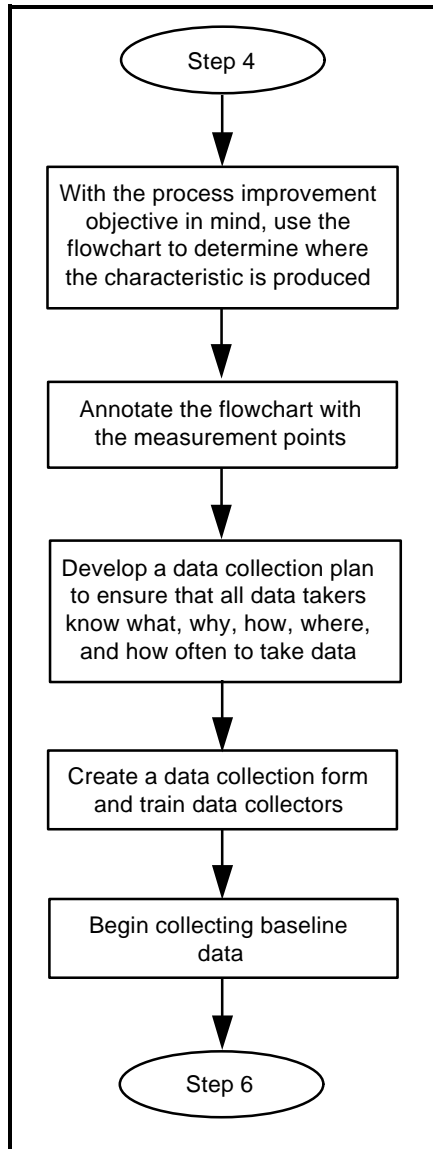 Step 4
With the process improvement
objective in mind, use the
flowchart to determine where
the characteristic is produced
Annotate the flowchart with
the measurement points
Develop a data collection plan
to ensure that all data takers
know what, why, how, where,
and how often to take data
Create a data collection form
and train data collectors
Begin collecting baseline
data
Step 6